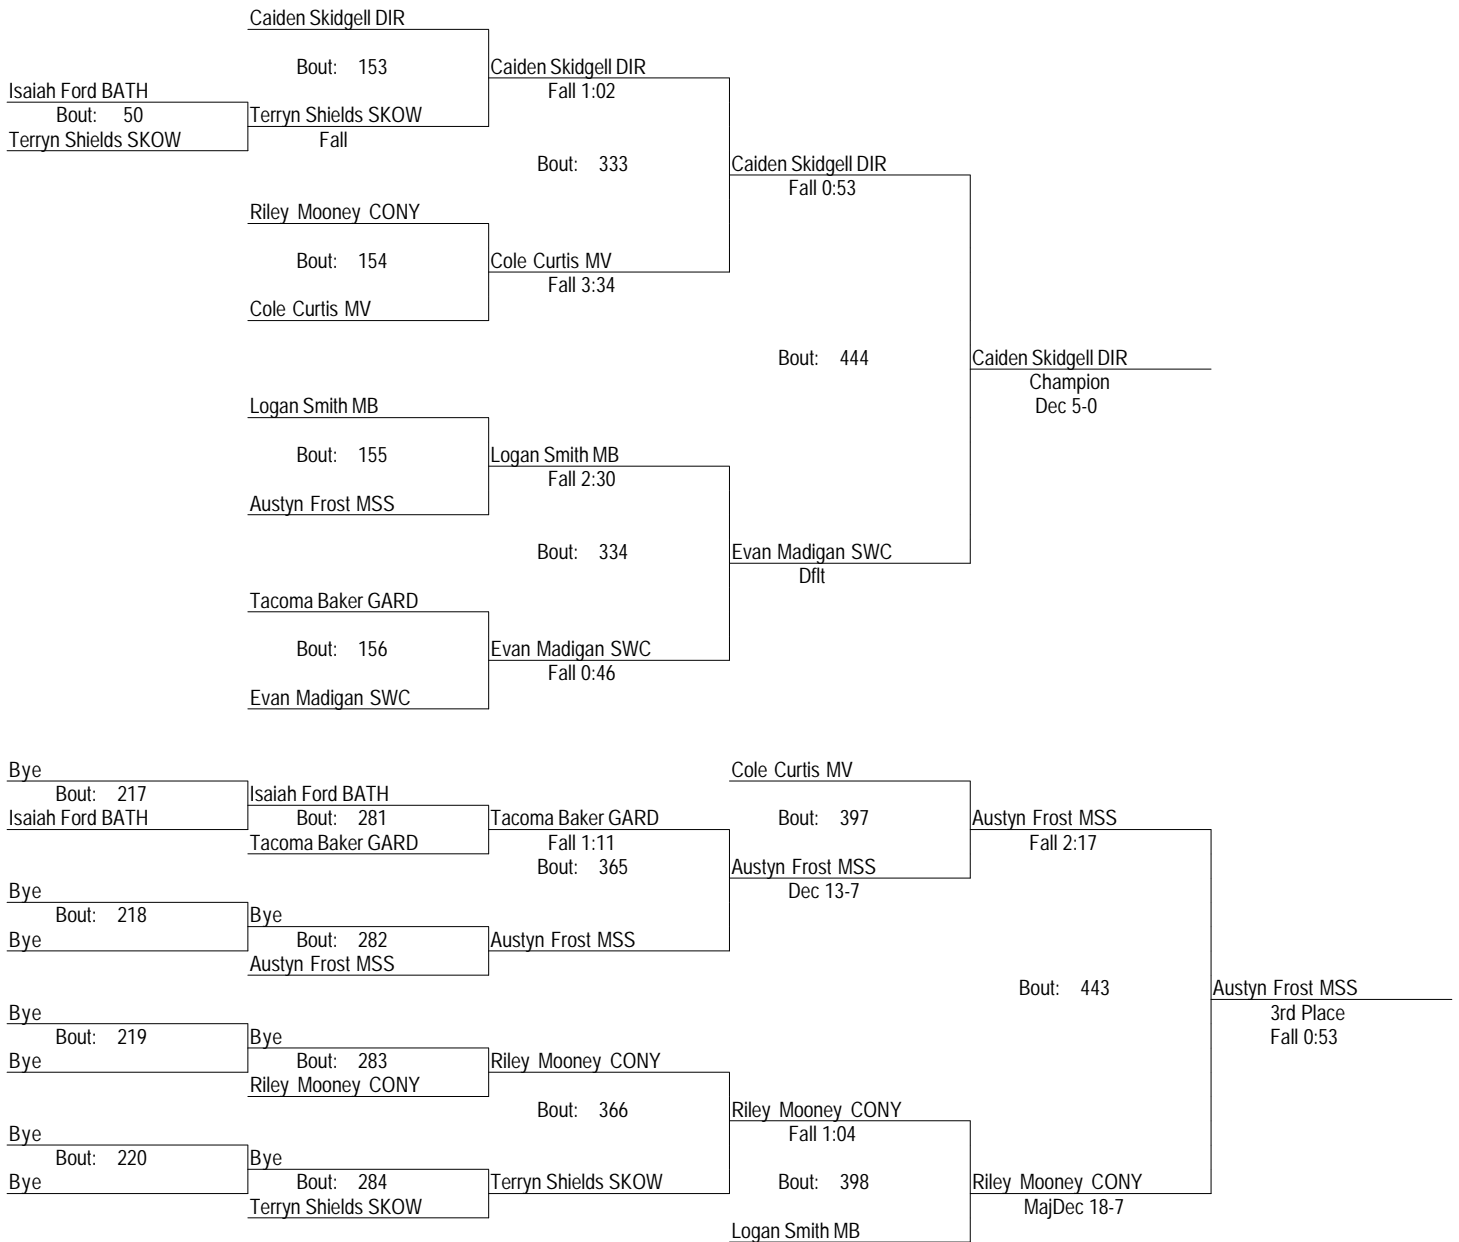 Caiden Skidgell DIR
Bout: 153
Caiden Skidgell DIR
Isaiah Ford BATH
Fall 1:02
Bout: 50
Terryn Shields SKOW
Terryn Shields SKOW
Fall
Bout: 333
Caiden Skidgell DIR
Fall 0:53
Riley Mooney CONY
Bout: 154
Cole Curtis MV
Fall 3:34
Cole Curtis MV
Bout: 444
Caiden Skidgell DIR
Champion
Dec 5-0
Logan Smith MB
Bout: 155
Logan Smith MB
Fall 2:30
Austyn Frost MSS
Bout: 334
Evan Madigan SWC
Dflt
Tacoma Baker GARD
Bout: 156
Evan Madigan SWC
Fall 0:46
Evan Madigan SWC
Bye
Cole Curtis MV
Bout: 217
Isaiah Ford BATH
Isaiah Ford BATH
Bout: 281
Tacoma Baker GARD
Bout: 397
Austyn Frost MSS
Tacoma Baker GARD
Fall 1:11
Fall 2:17
Bout: 365
Austyn Frost MSS
Dec 13-7
Bye
Bout: 218
Bye
Bye
Bout: 282
Austyn Frost MSS
Austyn Frost MSS
Bout: 443
Austyn Frost MSS
3rd Place
Fall 0:53
Bye
Bout: 219
Bye
Bye
Bout: 283
Riley Mooney CONY
Riley Mooney CONY
Bout: 366
Riley Mooney CONY
Fall 1:04
Bye
Bout: 220
Bye
Bye
Bout: 284
Terryn Shields SKOW
Bout: 398
Riley Mooney CONY
Terryn Shields SKOW
MajDec 18-7
Logan Smith MB